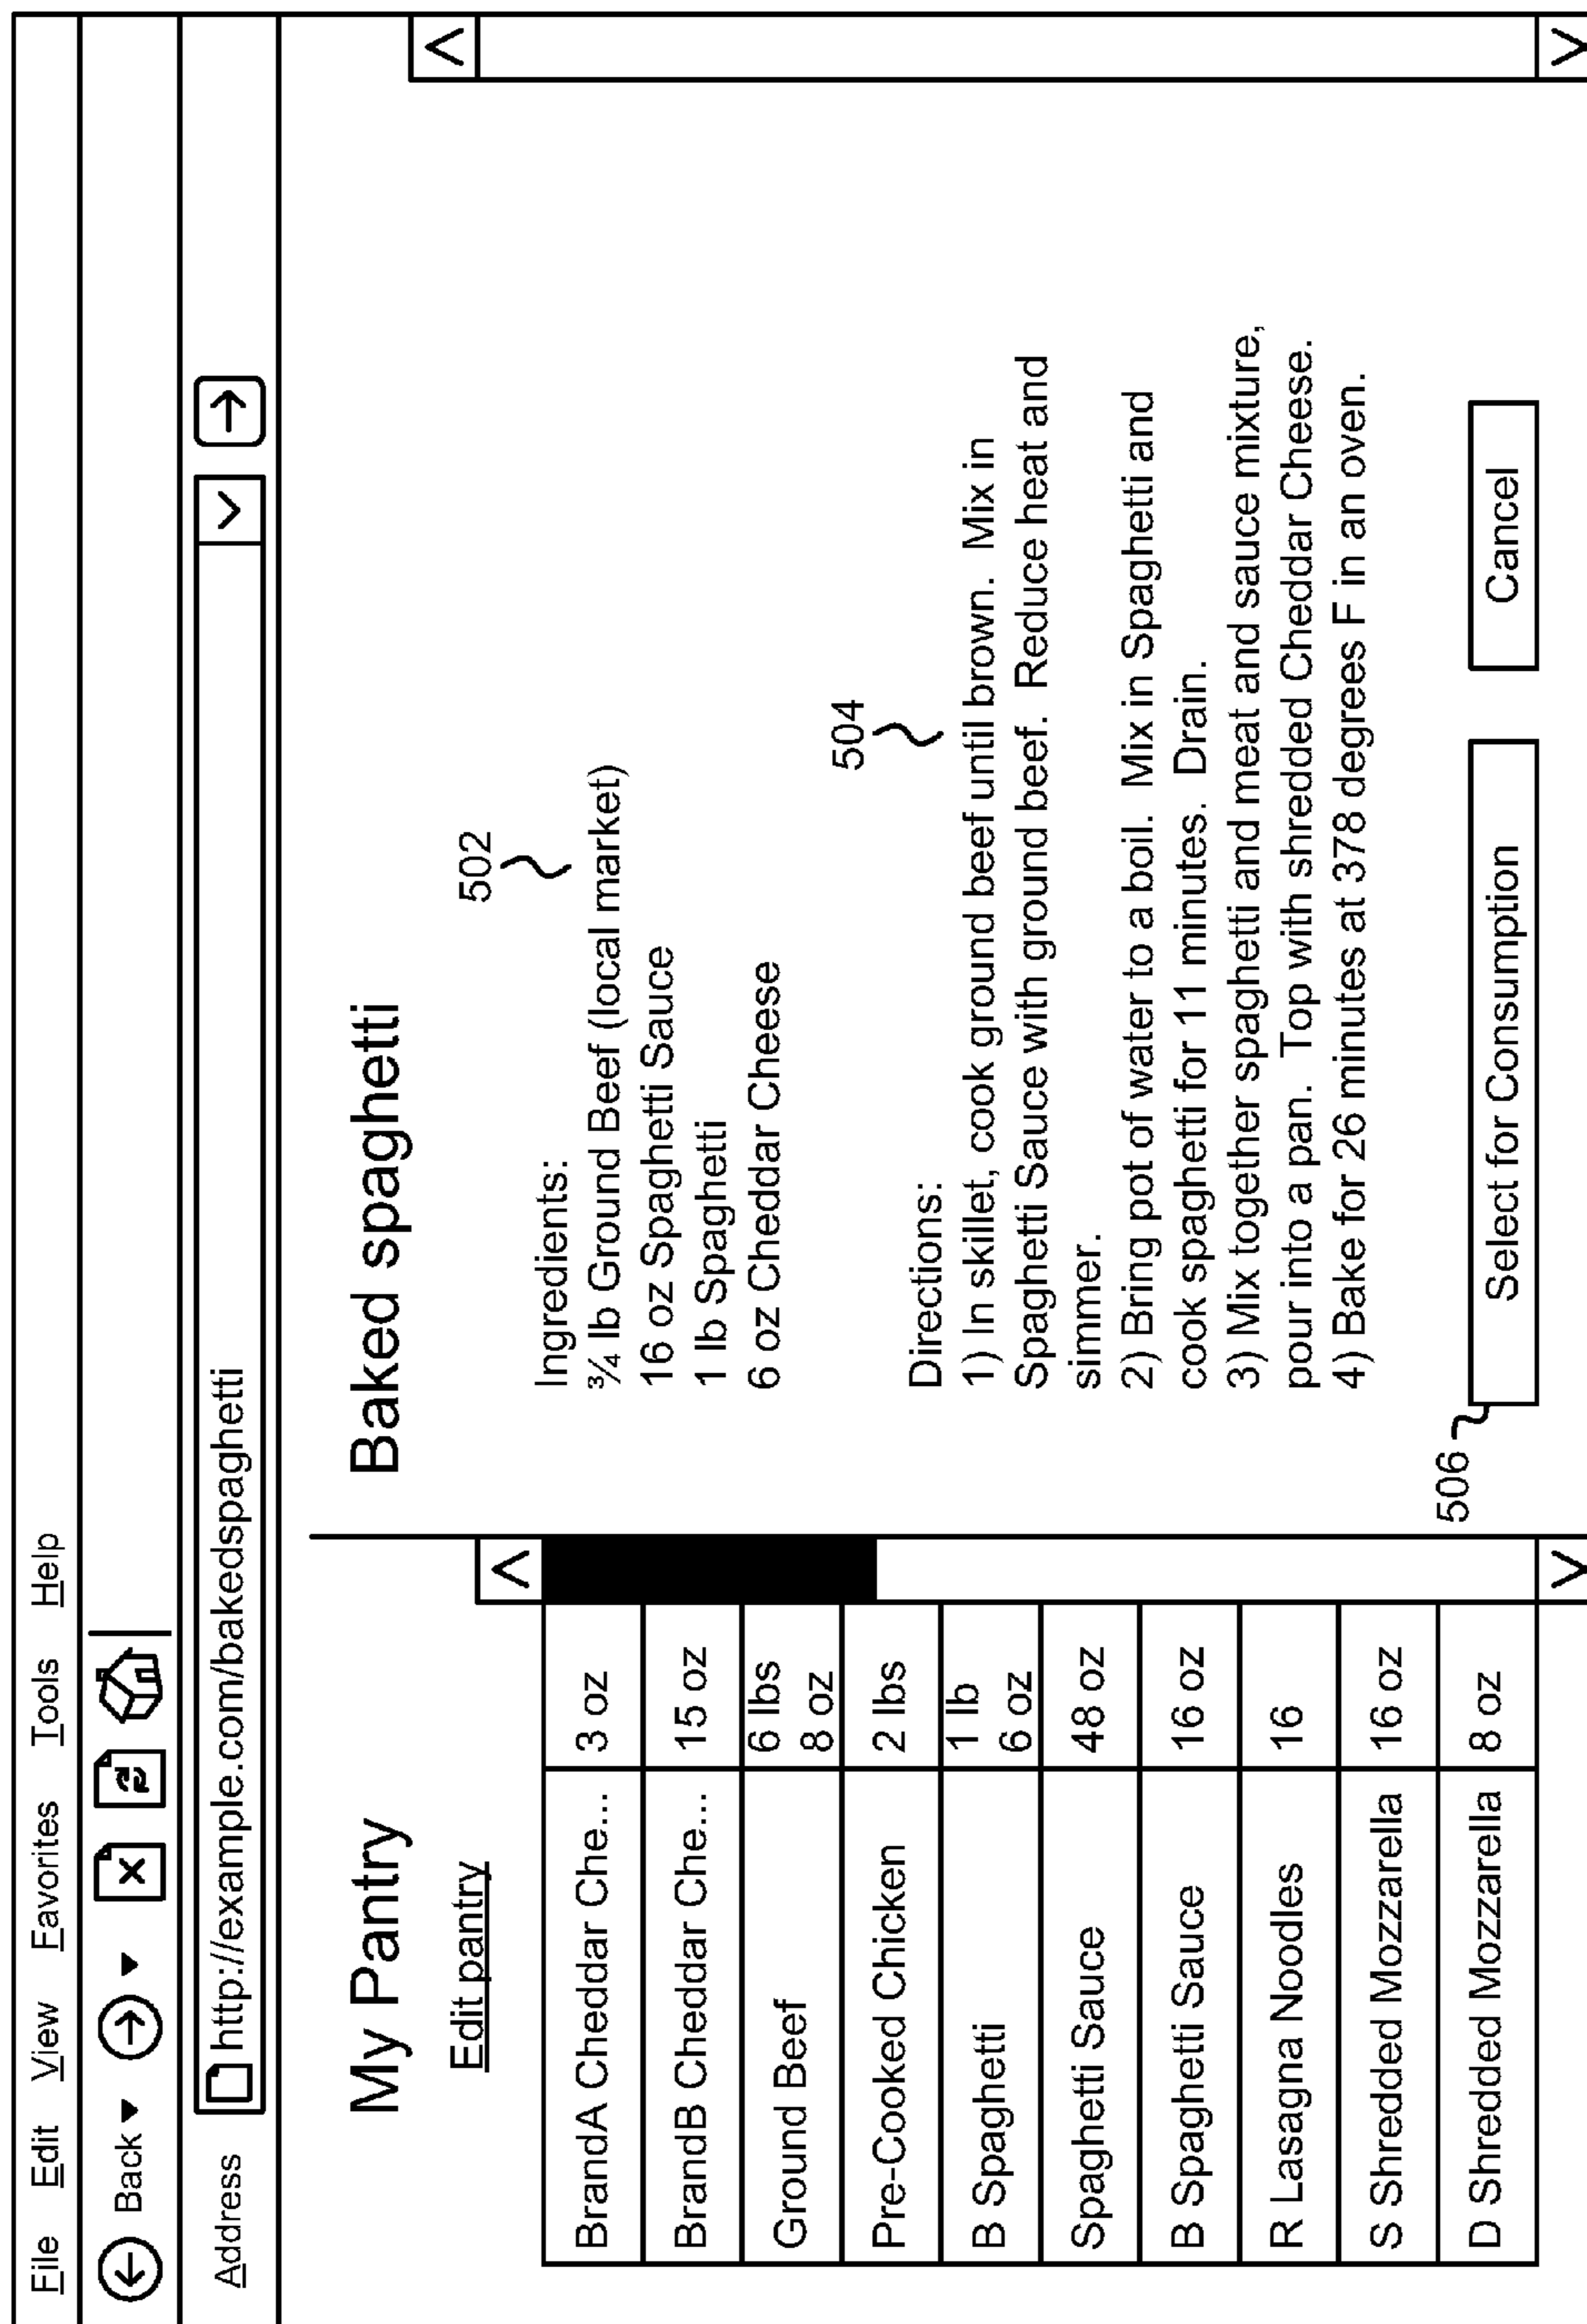 File Edit View Favorites Tools Help
Back
Address http://example.com/bakedspaghetti
My Pantry
Edit pantry
BrandA Cheddar Che... 3 oz
BrandB Cheddar Che... 15 oz
Ground Beef 6 lbs
8 oz
Pre-Cooked Chicken 2 lbs
B Spaghetti 1 lb
6 oz
Spaghetti Sauce 48 oz
B Spaghetti Sauce 16 oz
R Lasagna Noodles 16
S Shredded Mozzarella 16 oz
D Shredded Mozzarella 8 oz
Baked spaghetti
502
Ingredients:
¾ lb Ground Beef (local market)
16 oz Spaghetti Sauce
1 lb Spaghetti
6 oz Cheddar Cheese
504
Directions:
1) In skillet, cook ground beef until brown. Mix in
Spaghetti Sauce with ground beef. Reduce heat and
simmer.
2) Bring pot of water to a boil. Mix in Spaghetti and
cook spaghetti for 11 minutes. Drain.
3) Mix together spaghetti and meat and sauce mixture,
pour into a pan. Top with shredded Cheddar Cheese.
4) Bake for 26 minutes at 378 degrees F in an oven.
506
Select for Consumption Cancel